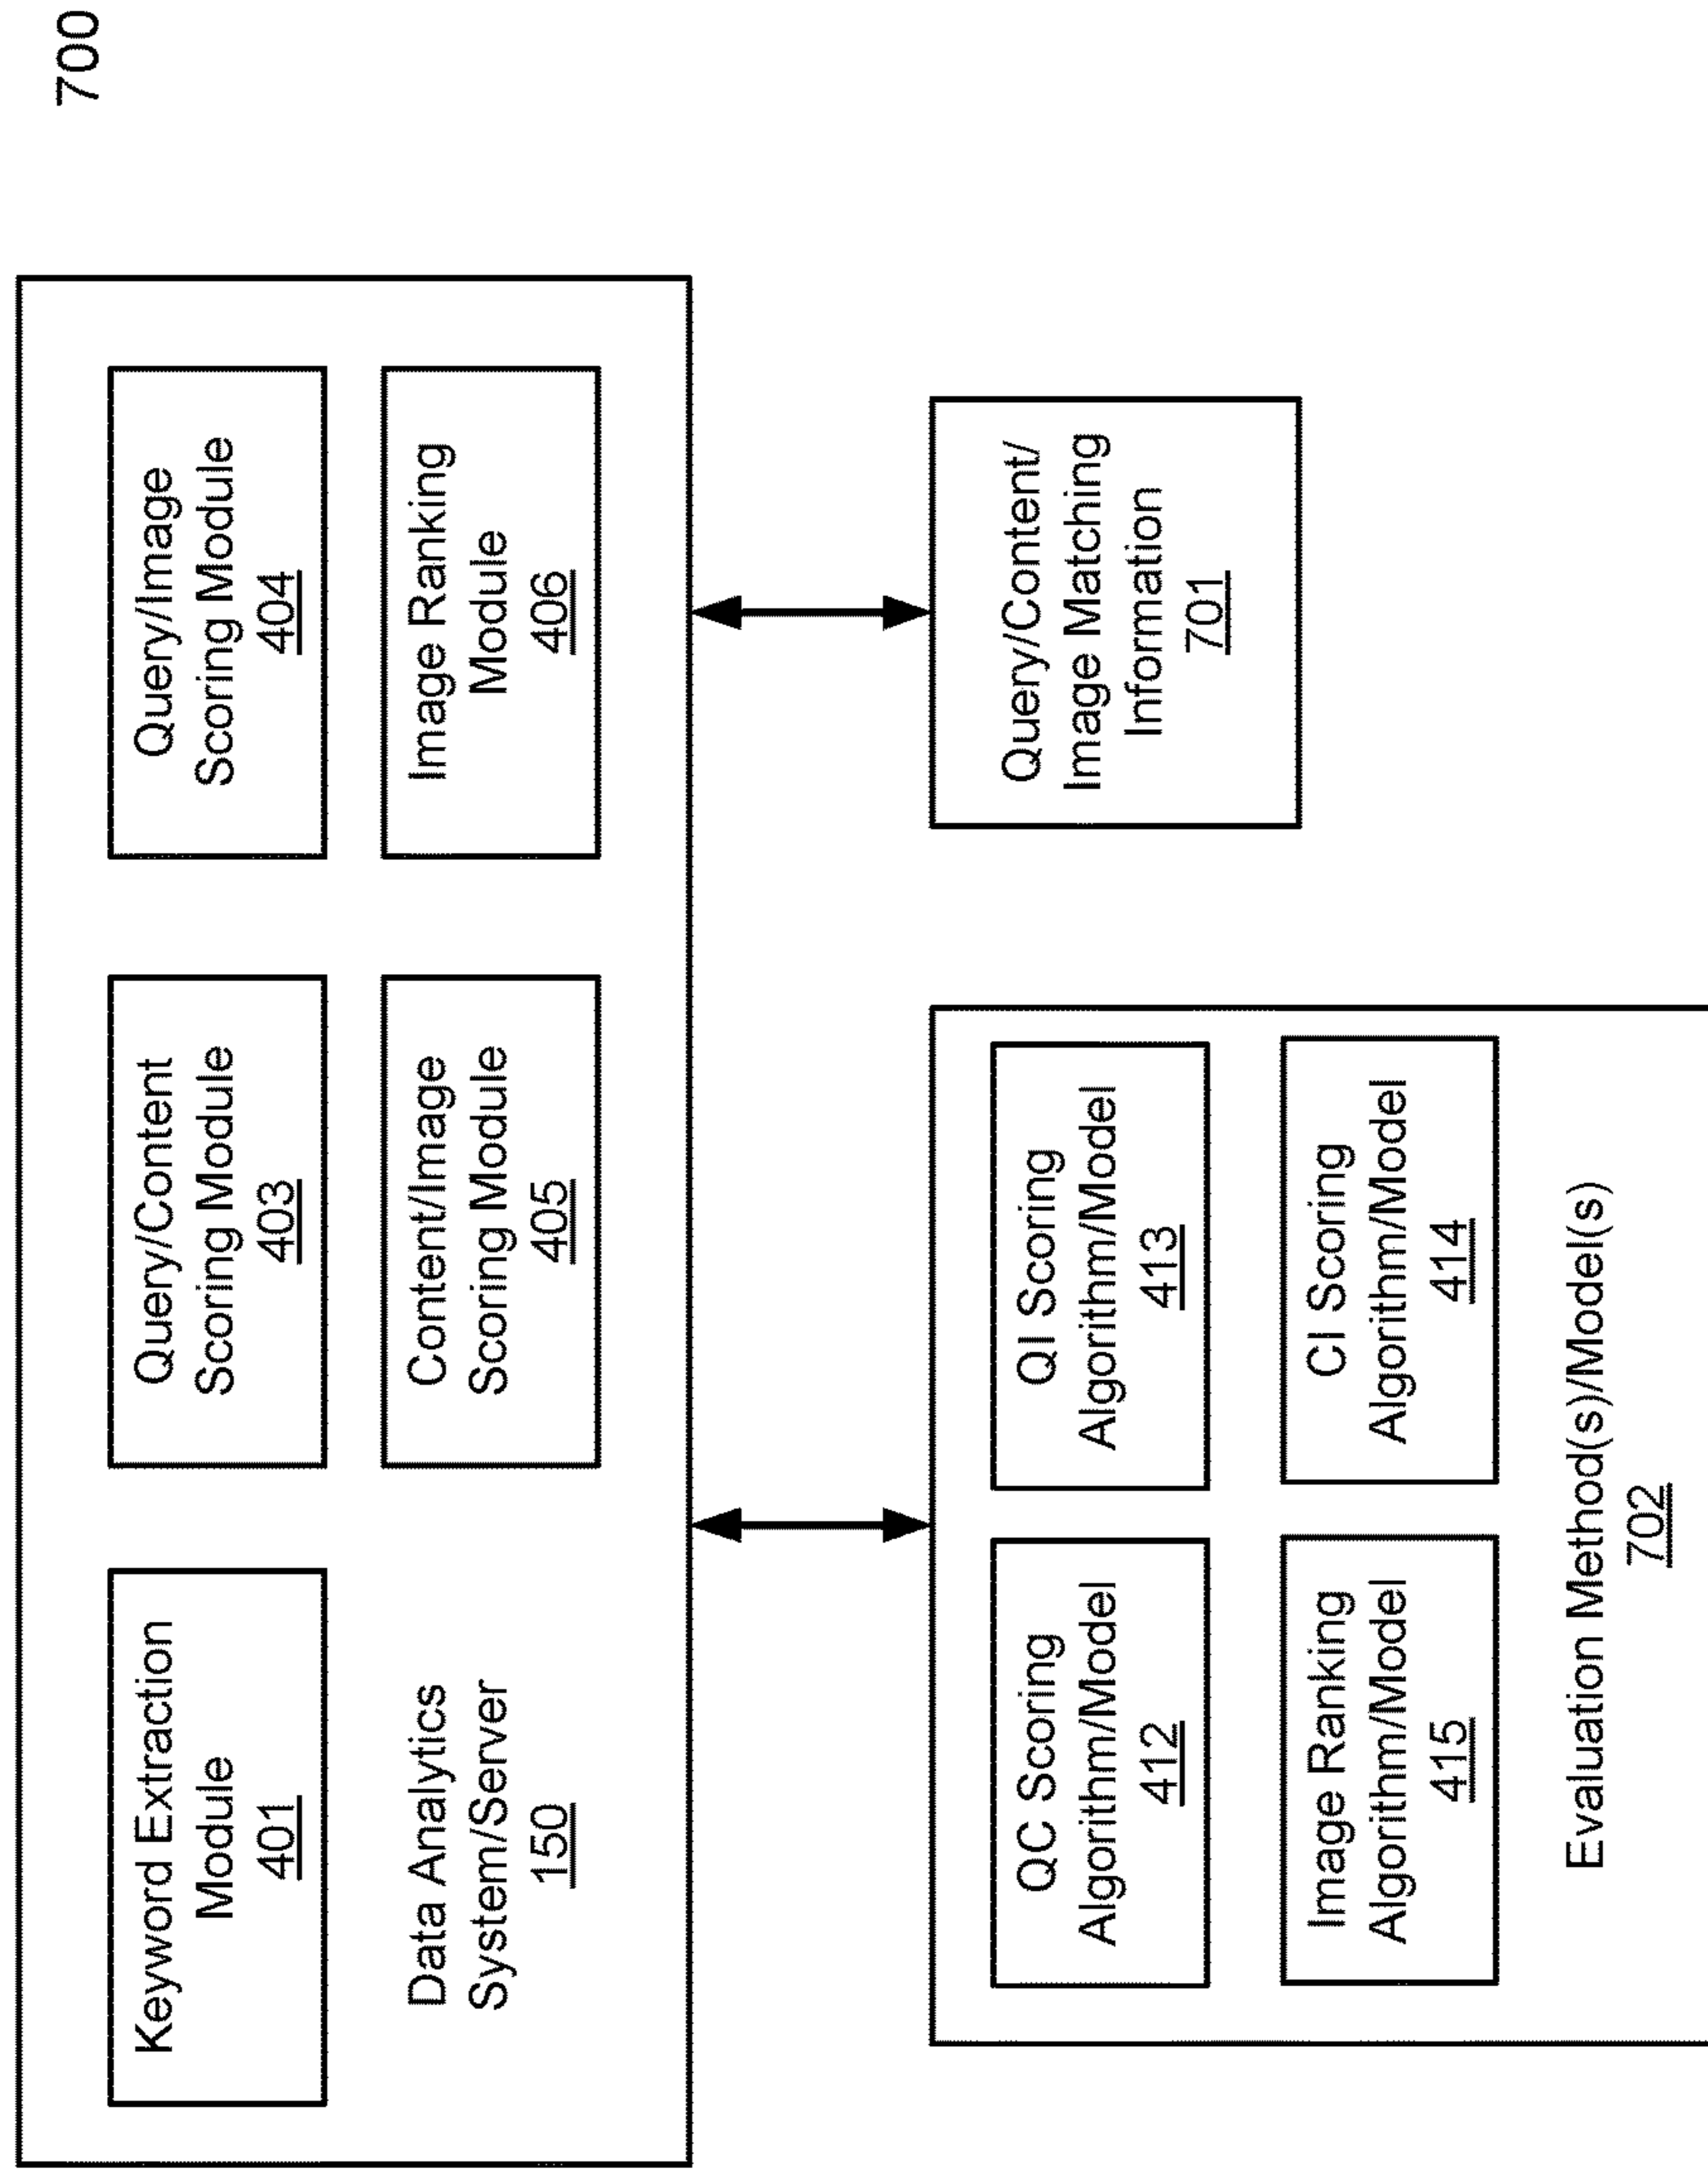 700
Keyword Extraction
Module
401
Query/Content
Scoring Module
403
Query/Image
Scoring Module
404
Data Analytics
System/Server
150
Content/Image
Scoring Module
405
Image Ranking
Module
406
QC Scoring
Algorithm/Model
412
QI Scoring
Algorithm/Model
413
Image Ranking
Algorithm/Model
415
CI Scoring
Algorithm/Model
414
Evaluation Method(s)/Model(s)
702
Query/Content/
Image Matching
Information
701